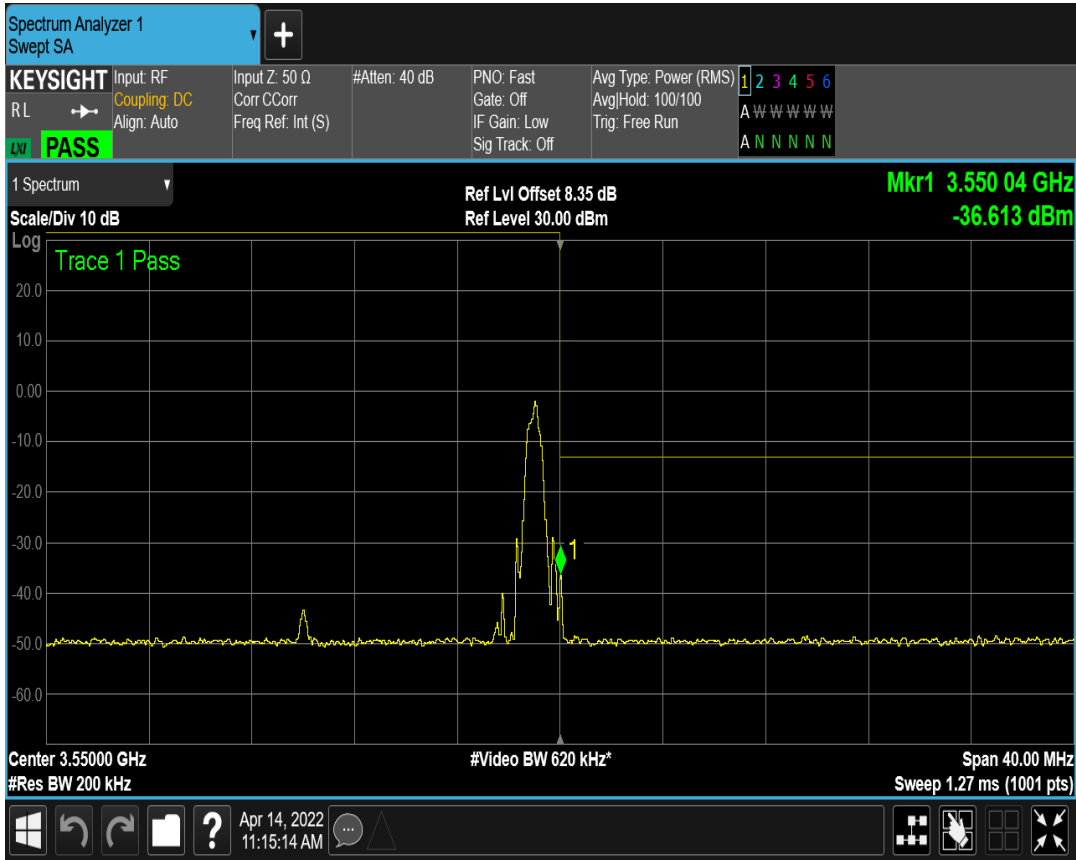 Spectrum Analyzer 1
Swept SA
+
KEYSIGHT
R L
LXI
PASS
Input: RF
Coupling: DC
Align: Auto
Input Z: 50 Ω
Corr CCorr
Freq Ref: Int (S)
#Atten: 40 dB
PNO: Fast
Gate: Off
IF Gain: Low
Sig Track: Off
Avg Type: Power (RMS)
Avg|Hold: 100/100
Trig: Free Run
1 2 3 4 5 6
A W W W W W
A N N N N N
1 Spectrum
Scale/Div 10 dB
Ref Lvl Offset 8.35 dB
Ref Level 30.00 dBm
Mkr1 3.550 04 GHz
-36.613 dBm
Log
Trace 1 Pass
20.0
10.0
0.00
-10.0
-20.0
-30.0
1
-40.0
-50.0
-60.0
Center 3.55000 GHz
#Video BW 620 kHz*
Span 40.00 MHz
#Res BW 200 kHz
Sweep 1.27 ms (1001 pts)
?
Apr 14, 2022
11:15:14 AM